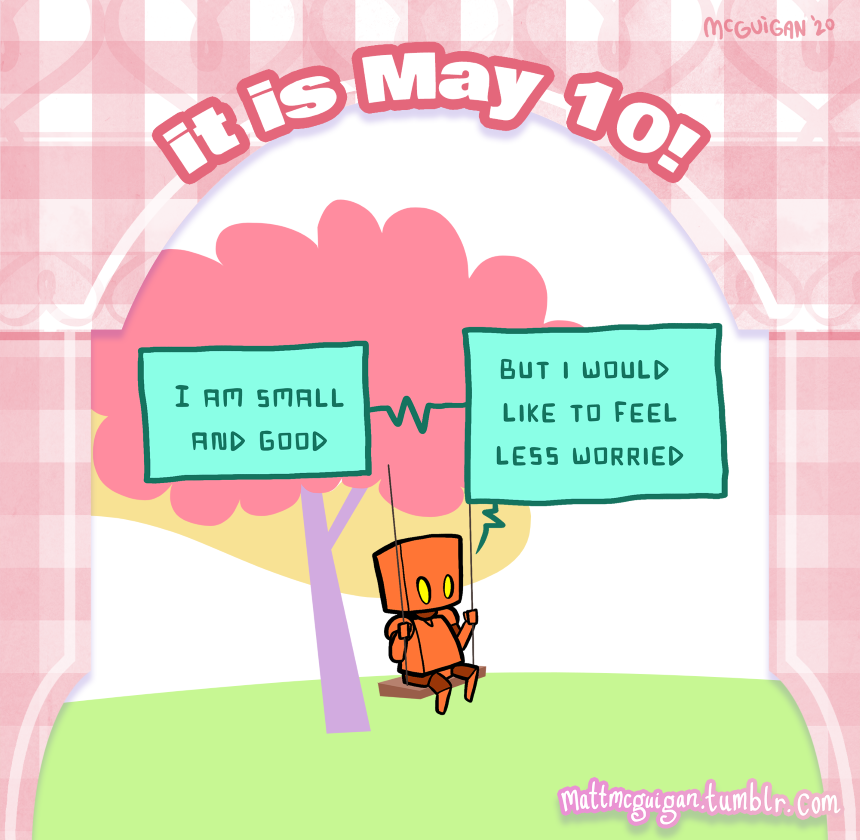 McGUiGAN '20
it is May 10!
I AM SMALL
AND GOOD
BUT I WOULD
LIKE TO FEEL
LESS WORRIED
mattmcguigan.tumblr.com